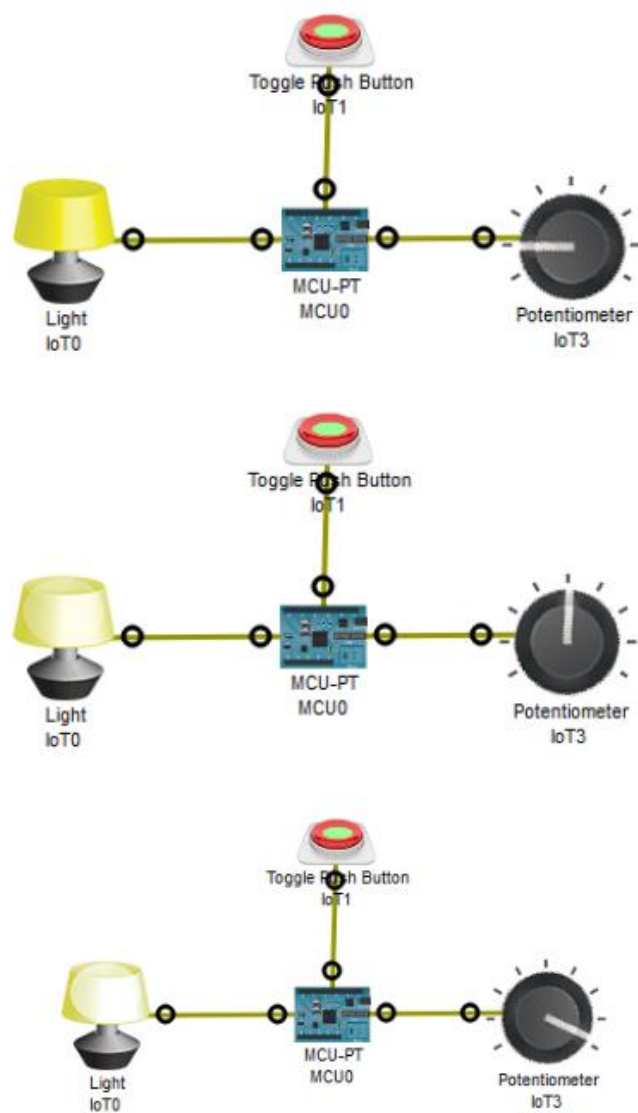 Toggle Push Button
IoT1
MCU-PT
MCU0
Light
IoT0
Potentiometer
IoT3
Toggle Push Button
IoT1
MCU-PT
MCU0
Light
IoT0
Potentiometer
IoT3
Toggle Push Button
IoT1
MCU-PT
MCU0
Light
IoT0
Potentiometer
IoT3